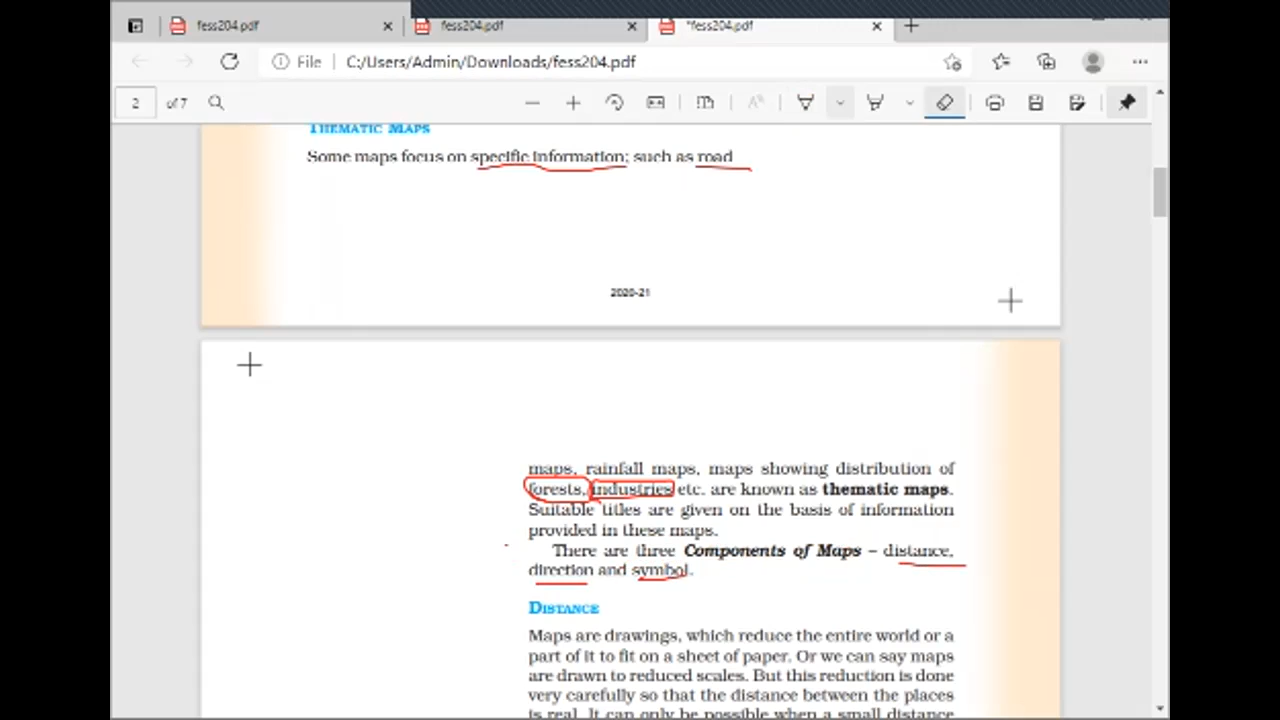 fess204.pdf
fess204.pdf
*fess204.pdf
File
C:/Users/Admin/Downloads/fess204.pdf
2 of 7
THEMATIC MAPS
Some maps focus on specific information; such as road
2020-21
maps, rainfall maps, maps showing distribution of
forests, industries etc. are known as thematic maps.
Suitable titles are given on the basis of information
provided in these maps.
There are three Components of Maps – distance,
direction and symbol.
DISTANCE
Maps are drawings, which reduce the entire world or a
part of it to fit on a sheet of paper. Or we can say maps
are drawn to reduced scales. But this reduction is done
very carefully so that the distance between the places
is real. It can only be possible when a small distance